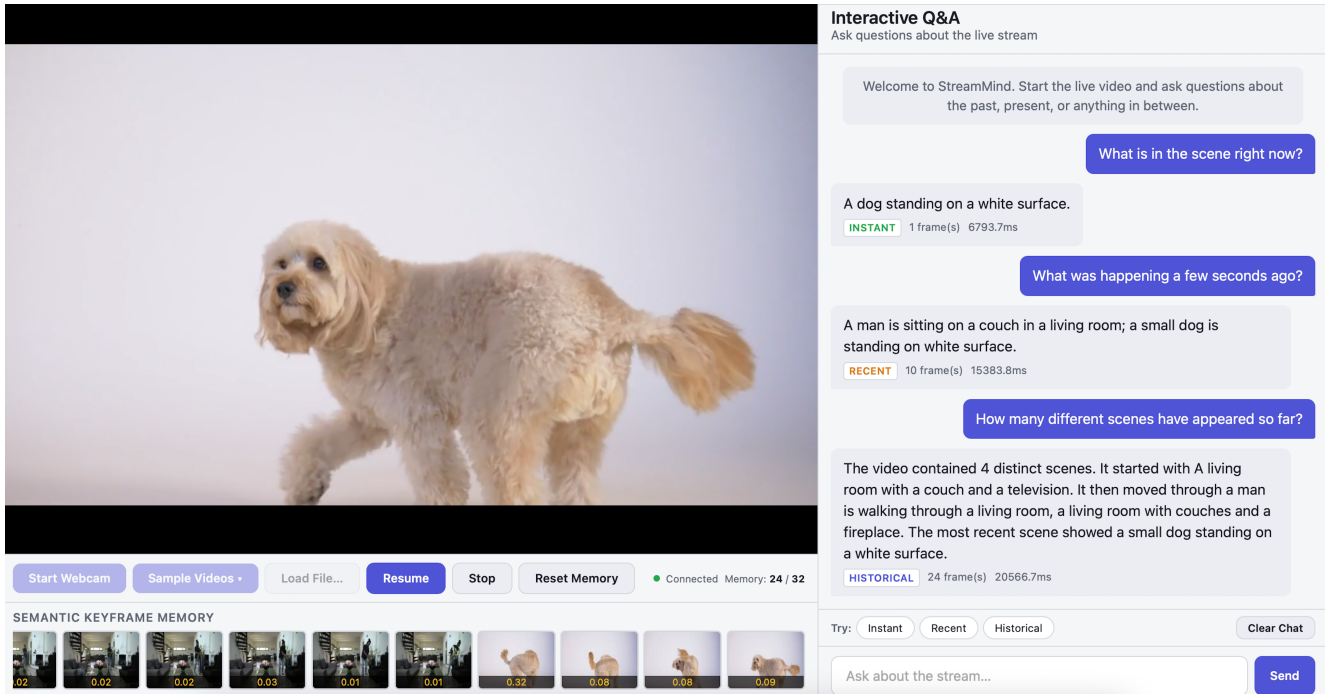 Interactive Q&A
Ask questions about the live stream
Welcome to StreamMind. Start the live video and ask questions about
the past, present, or anything in between.
What is in the scene right now?
A dog standing on a white surface.
INSTANT 1 frame(s) 6793.7ms
What was happening a few seconds ago?
A man is sitting on a couch in a living room; a small dog is
standing on white surface.
RECENT 10 frame(s) 15383.8ms
How many different scenes have appeared so far?
The video contained 4 distinct scenes. It started with A living
room with a couch and a television. It then moved through a man
is walking through a living room, a living room with couches and a
fireplace. The most recent scene showed a small dog standing on
a white surface.
HISTORICAL 24 frame(s) 20566.7ms
Try: Instant Recent Historical Clear Chat
Ask about the stream... Send
Start Webcam Sample Videos ▾ Load File... Resume Stop Reset Memory Connected Memory: 24 / 32
SEMANTIC KEYFRAME MEMORY
.02 0.02 0.02 0.03 0.01 0.01 0.32 0.08 0.08 0.09